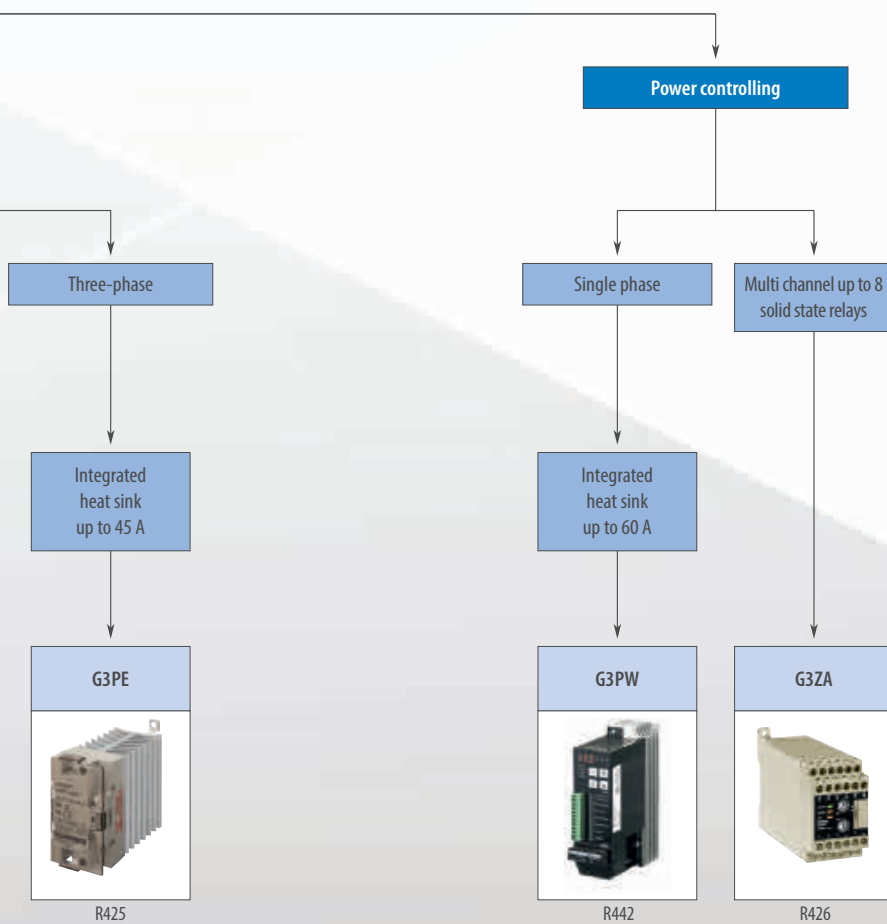 Power controlling
Three-phase
Single phase
Multi channel up to 8
solid state relays
Integrated
heat sink
up to 45 A
Integrated
heat sink
up to 60 A
G3PE
G3PW
G3ZA
R425
R442
R426